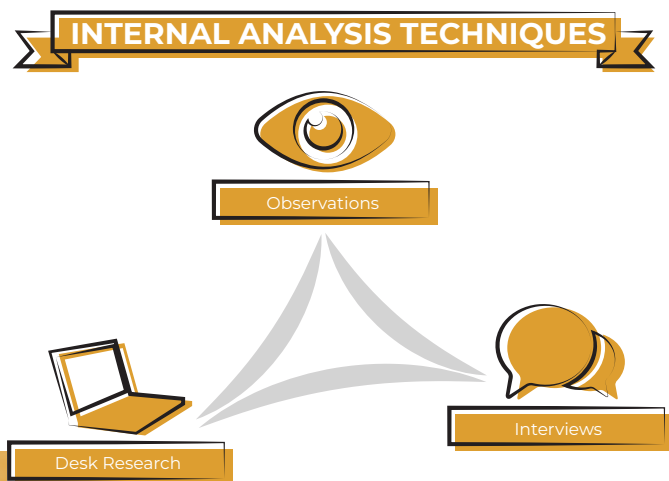 INTERNAL ANALYSIS TECHNIQUES
Observations
Interviews
Desk Research